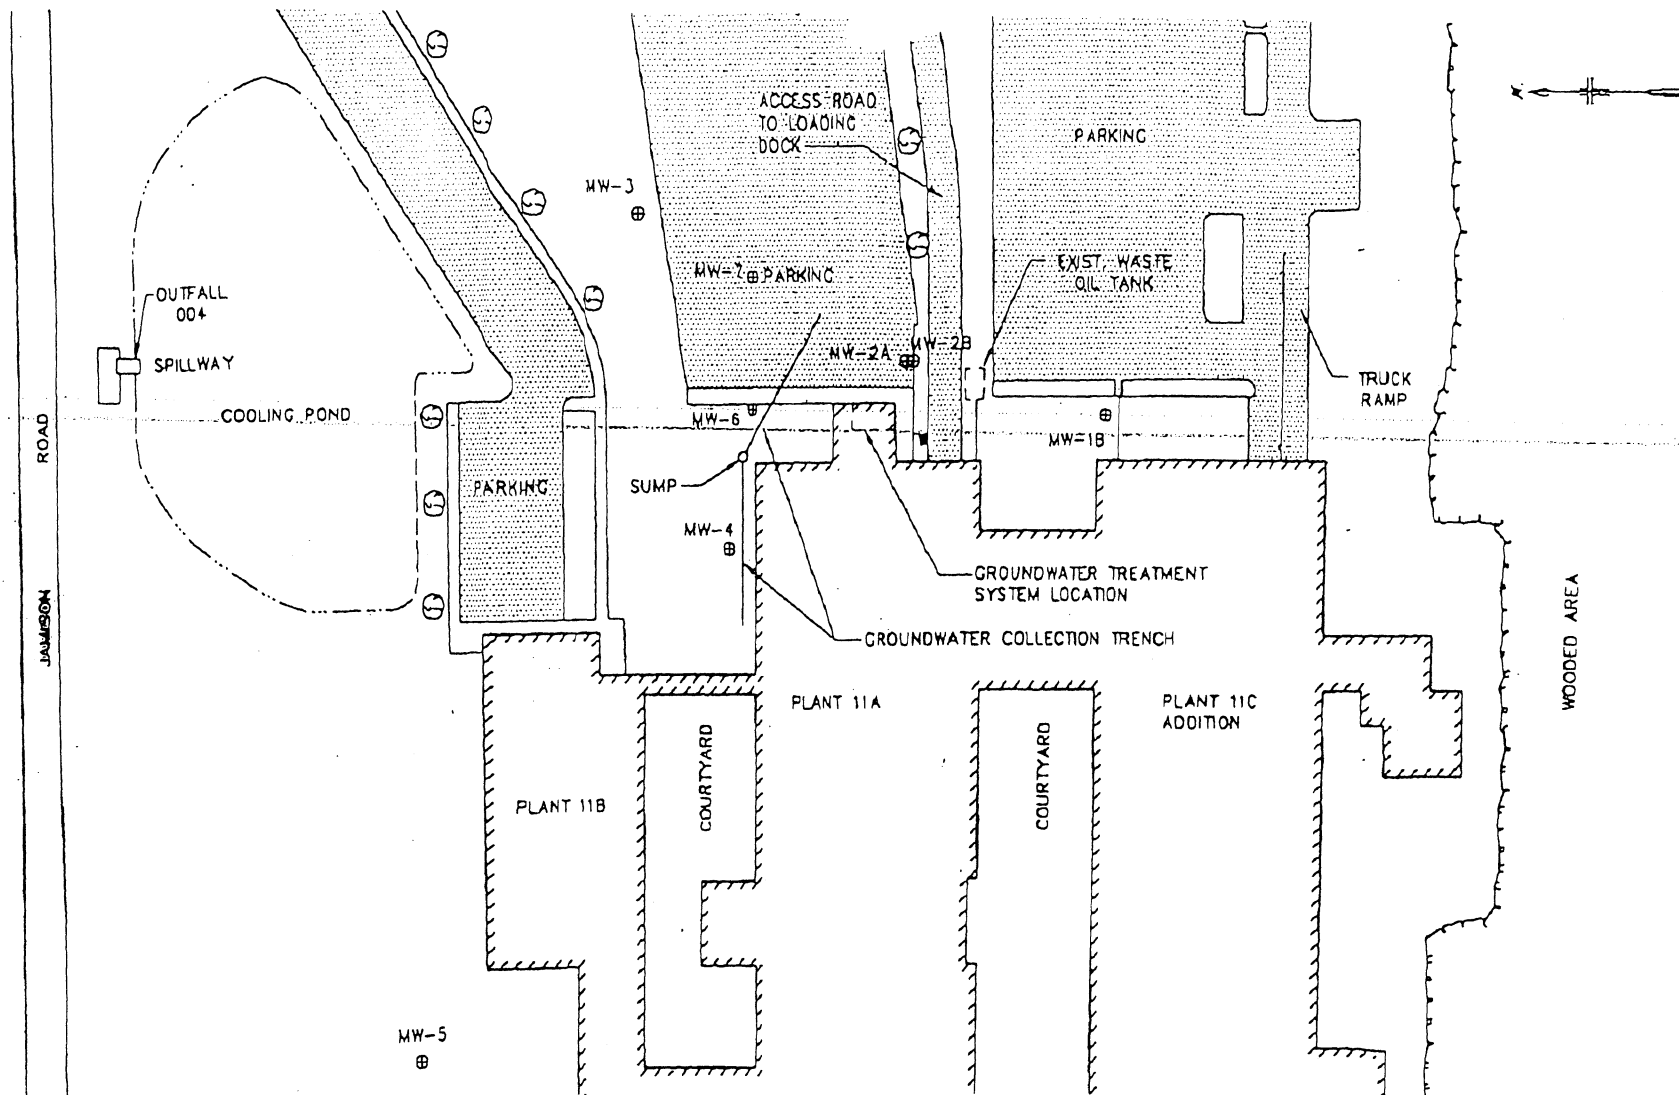 ACCESS ROAD
TO LOADING
DOCK
PARKING
MW-3
MW-7
PARKING
EXIST. WASTE
OIL TANK
OUTFALL
004
SPILLWAY
MW-2A
MW-2B
TRUCK
RAMP
COOLING POND
MW-6
MW-1B
ROAD
PARKING
SUMP
MW-4
GROUNDWATER TREATMENT
SYSTEM LOCATION
GROUNDWATER COLLECTION TRENCH
WOODED AREA
PLANT 11A
PLANT 11C
ADDITION
COURTYARD
COURTYARD
PLANT 11B
MW-5